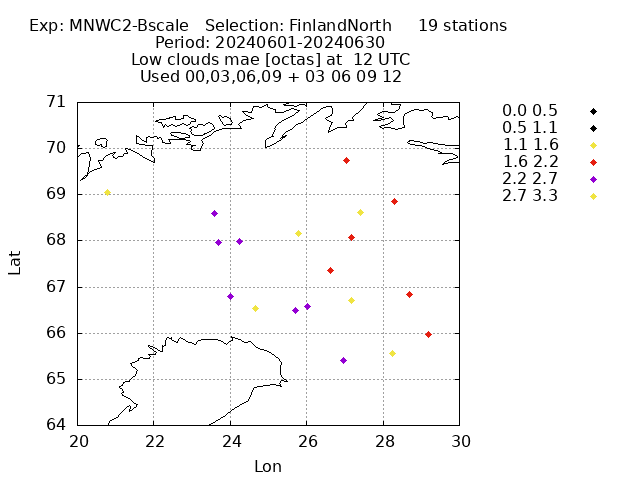 Exp: MNWC2-Bscale   Selection: FinlandNorth     19 stations
Period: 20240601-20240630
Low clouds mae [octas] at  12 UTC
Used 00,03,06,09 + 03 06 09 12
0.0 0.5
0.5 1.1
1.1 1.6
1.6 2.2
2.2 2.7
2.7 3.3
71
70
69
68
67
66
65
64
Lat
20 22 24 26 28 30
Lon